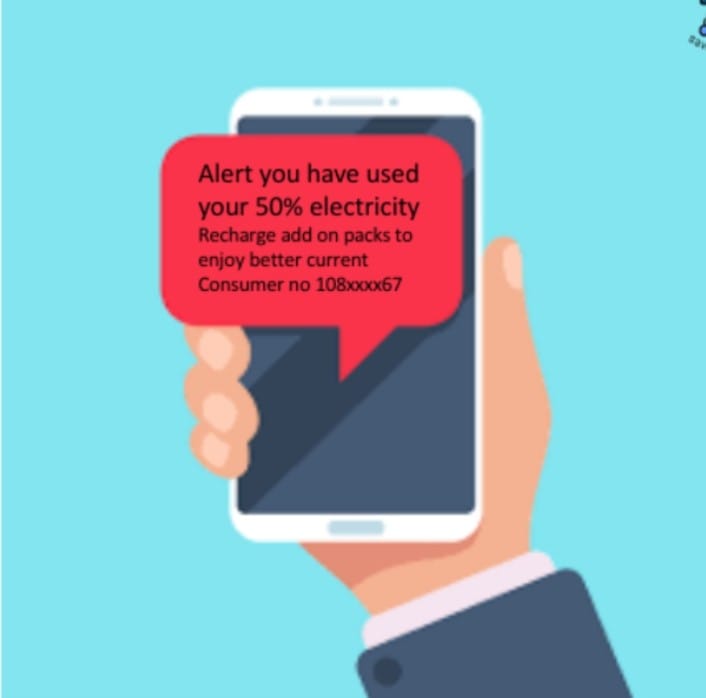 Alert you have used
your 50% electricity
Recharge add on packs to
enjoy better current
Consumer no 108xxxx67